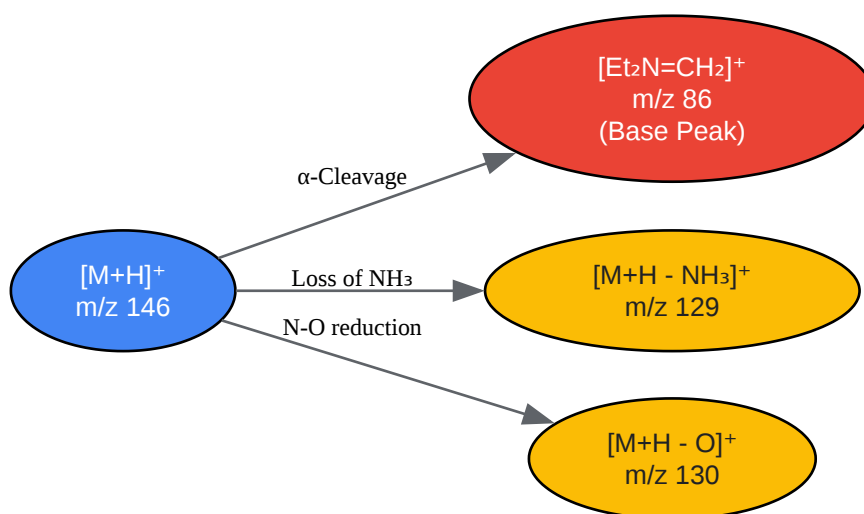 [Et₂N=CH₂]⁺
m/z 86
(Base Peak)
α-Cleavage
[M+H]⁺
m/z 146
Loss of NH₃
[M+H - NH₃]⁺
m/z 129
N-O reduction
[M+H - O]⁺
m/z 130